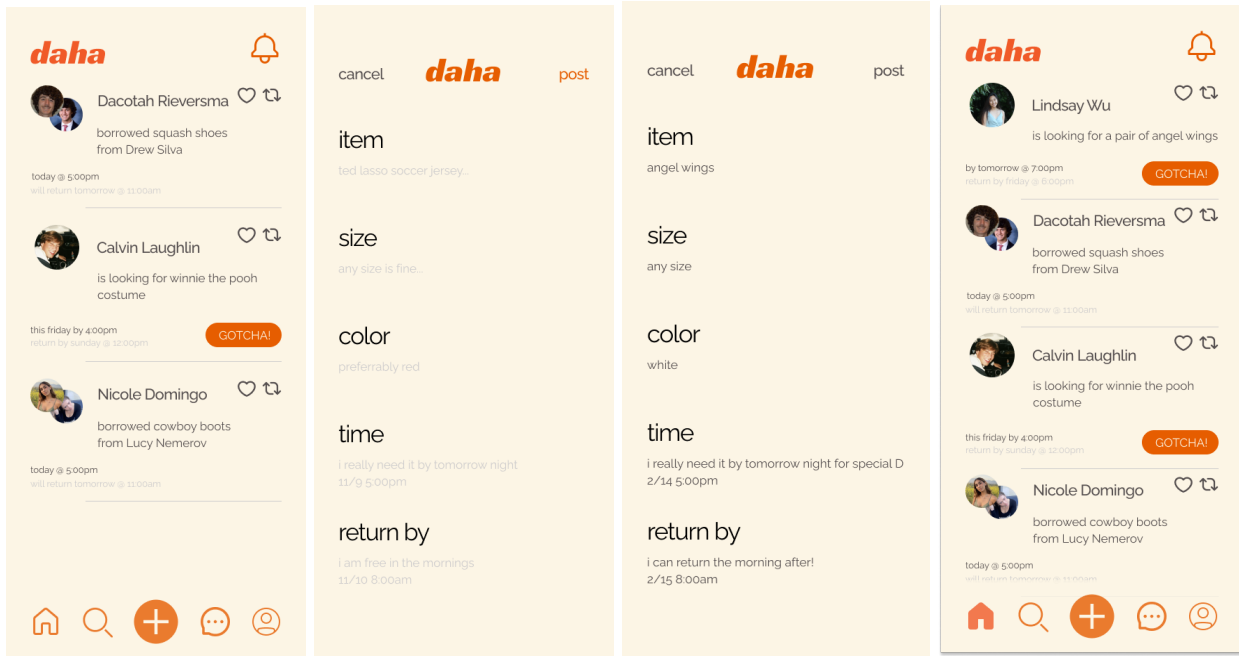 daha
Dacotah Rieversma
borrowed squash shoes
from Drew Silva
today @ 5:00pm
will return tomorrow @ 11:00am
Calvin Laughlin
is looking for winnie the pooh
costume
this friday by 4:00pm
return by sunday @ 12:00pm
GOTCHA!
Nicole Domingo
borrowed cowboy boots
from Lucy Nemerov
today @ 5:00pm
will return tomorrow @ 11:00am
cancel daha post
item
ted lasso soccer jersey...
size
any size is fine...
color
preferrably red
time
i really need it by tomorrow night
11/9 5:00pm
return by
i am free in the mornings
11/10 8:00am
cancel daha post
item
angel wings
size
any size
color
white
time
i really need it by tomorrow night for special D
2/14 5:00pm
return by
i can return the morning after!
2/15 8:00am
daha
Lindsay Wu
is looking for a pair of angel wings
by tomorrow @ 7:00pm
return by friday @ 8:00pm
GOTCHA!
Dacotah Rieversma
borrowed squash shoes
from Drew Silva
today @ 5:00pm
will return tomorrow @ 11:00am
Calvin Laughlin
is looking for winnie the pooh
costume
this friday by 4:00pm
return by sunday @ 12:00pm
GOTCHA!
Nicole Domingo
borrowed cowboy boots
from Lucy Nemerov
today @ 5:00pm
will return tomorrow @ 11:00am